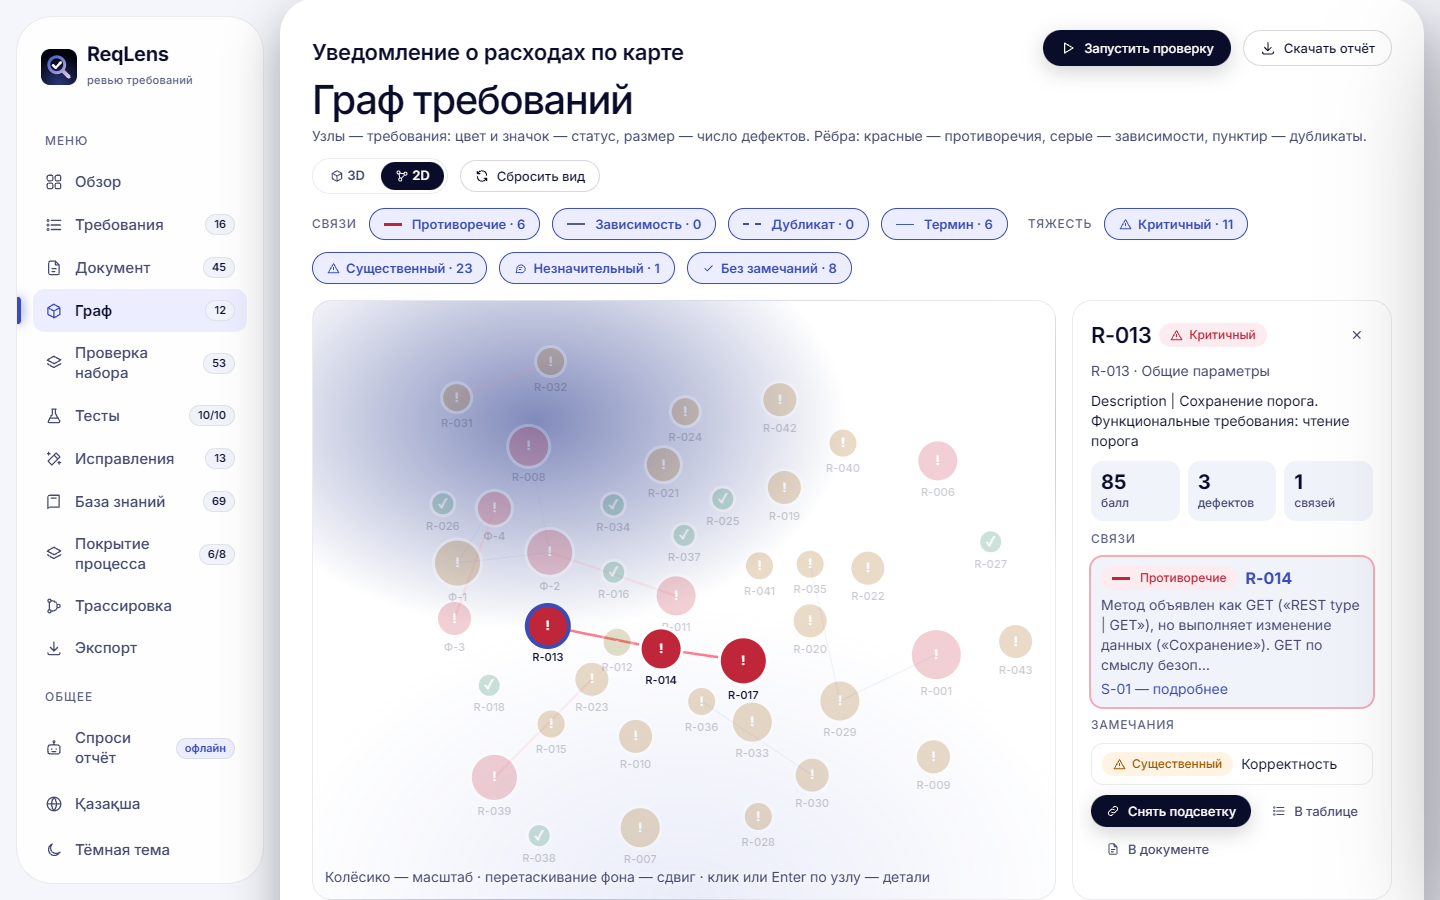 ReqLens
ревью требований
МЕНЮ
Обзор
Требования 16
Документ 45
Граф 12
Проверка набора 53
Тесты 10/10
Исправления 13
База знаний 69
Покрытие процесса 6/8
Трассировка
Экспорт
ОБЩЕЕ
Спроси отчёт офлайн
Қазақша
Тёмная тема
Уведомление о расходах по карте
Запустить проверку
Скачать отчёт
Граф требований
Узлы — требования: цвет и значок — статус, размер — число дефектов. Рёбра: красные — противоречия, серые — зависимости, пунктир — дубликаты.
3D 2D Сбросить вид
СВЯЗИ Противоречие · 6 Зависимость · 0 Дубликат · 0 Термин · 6 ТЯЖЕСТЬ Критичный · 11
Существенный · 23 Незначительный · 1 Без замечаний · 8
R-032
R-031
R-024
R-042
R-040
R-008
R-021
R-006
R-026
Ф-4
R-034
R-025
R-019
R-037
R-027
Ф-1
Ф-2
R-016
R-041
R-035
R-022
Ф-3
R-011
R-013
R-012
R-014
R-020
R-043
R-017
R-001
R-018
R-023
R-036
R-033
R-029
R-015
R-010
R-009
R-039
R-030
R-028
R-038
R-007
Колёсико — масштаб · перетаскивание фона — сдвиг · клик или Enter по узлу — детали
R-013 Критичный
R-013 · Общие параметры
Description | Сохранение порога.
Функциональные требования: чтение
порога
85 3 1
балл дефектов связей
СВЯЗИ
Противоречие R-014
Метод объявлен как GET («REST type
| GET»), но выполняет изменение
данных («Сохранение»). GET по
смыслу безоп...
S-01 — подробнее
ЗАМЕЧАНИЯ
Существенный Корректность
Снять подсветку В таблице
В документе